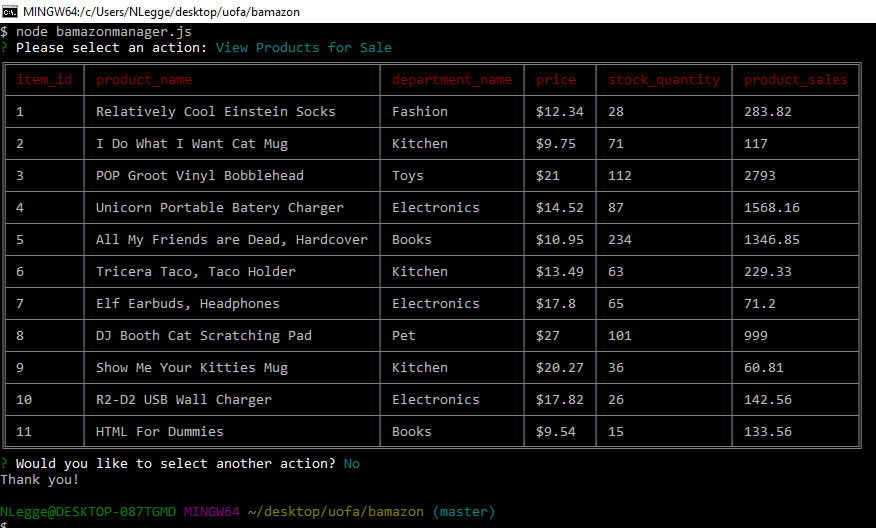 MINGW64:/c/Users/NLegge/desktop/uofa/bamazon
$ node bamazonmanager.js
? Please select an action: View Products for Sale
item_id product_name department_name price stock_quantity product_sales
1 Relatively Cool Einstein Socks Fashion $12.34 28 283.82
2 I Do What I Want Cat Mug Kitchen $9.75 71 117
3 POP Groot Vinyl Bobblehead Toys $21 112 2793
4 Unicorn Portable Batery Charger Electronics $14.52 87 1568.16
5 All My Friends are Dead, Hardcover Books $10.95 234 1346.85
6 Tricera Taco, Taco Holder Kitchen $13.49 63 229.33
7 Elf Earbuds, Headphones Electronics $17.8 65 71.2
8 DJ Booth Cat Scratching Pad Pet $27 101 999
9 Show Me Your Kitties Mug Kitchen $20.27 36 60.81
10 R2-D2 USB Wall Charger Electronics $17.82 26 142.56
11 HTML For Dummies Books $9.54 15 133.56
? Would you like to select another action? No
Thank you!
NLegge@DESKTOP-087TGMD MINGW64 ~/desktop/uofa/bamazon (master)
$